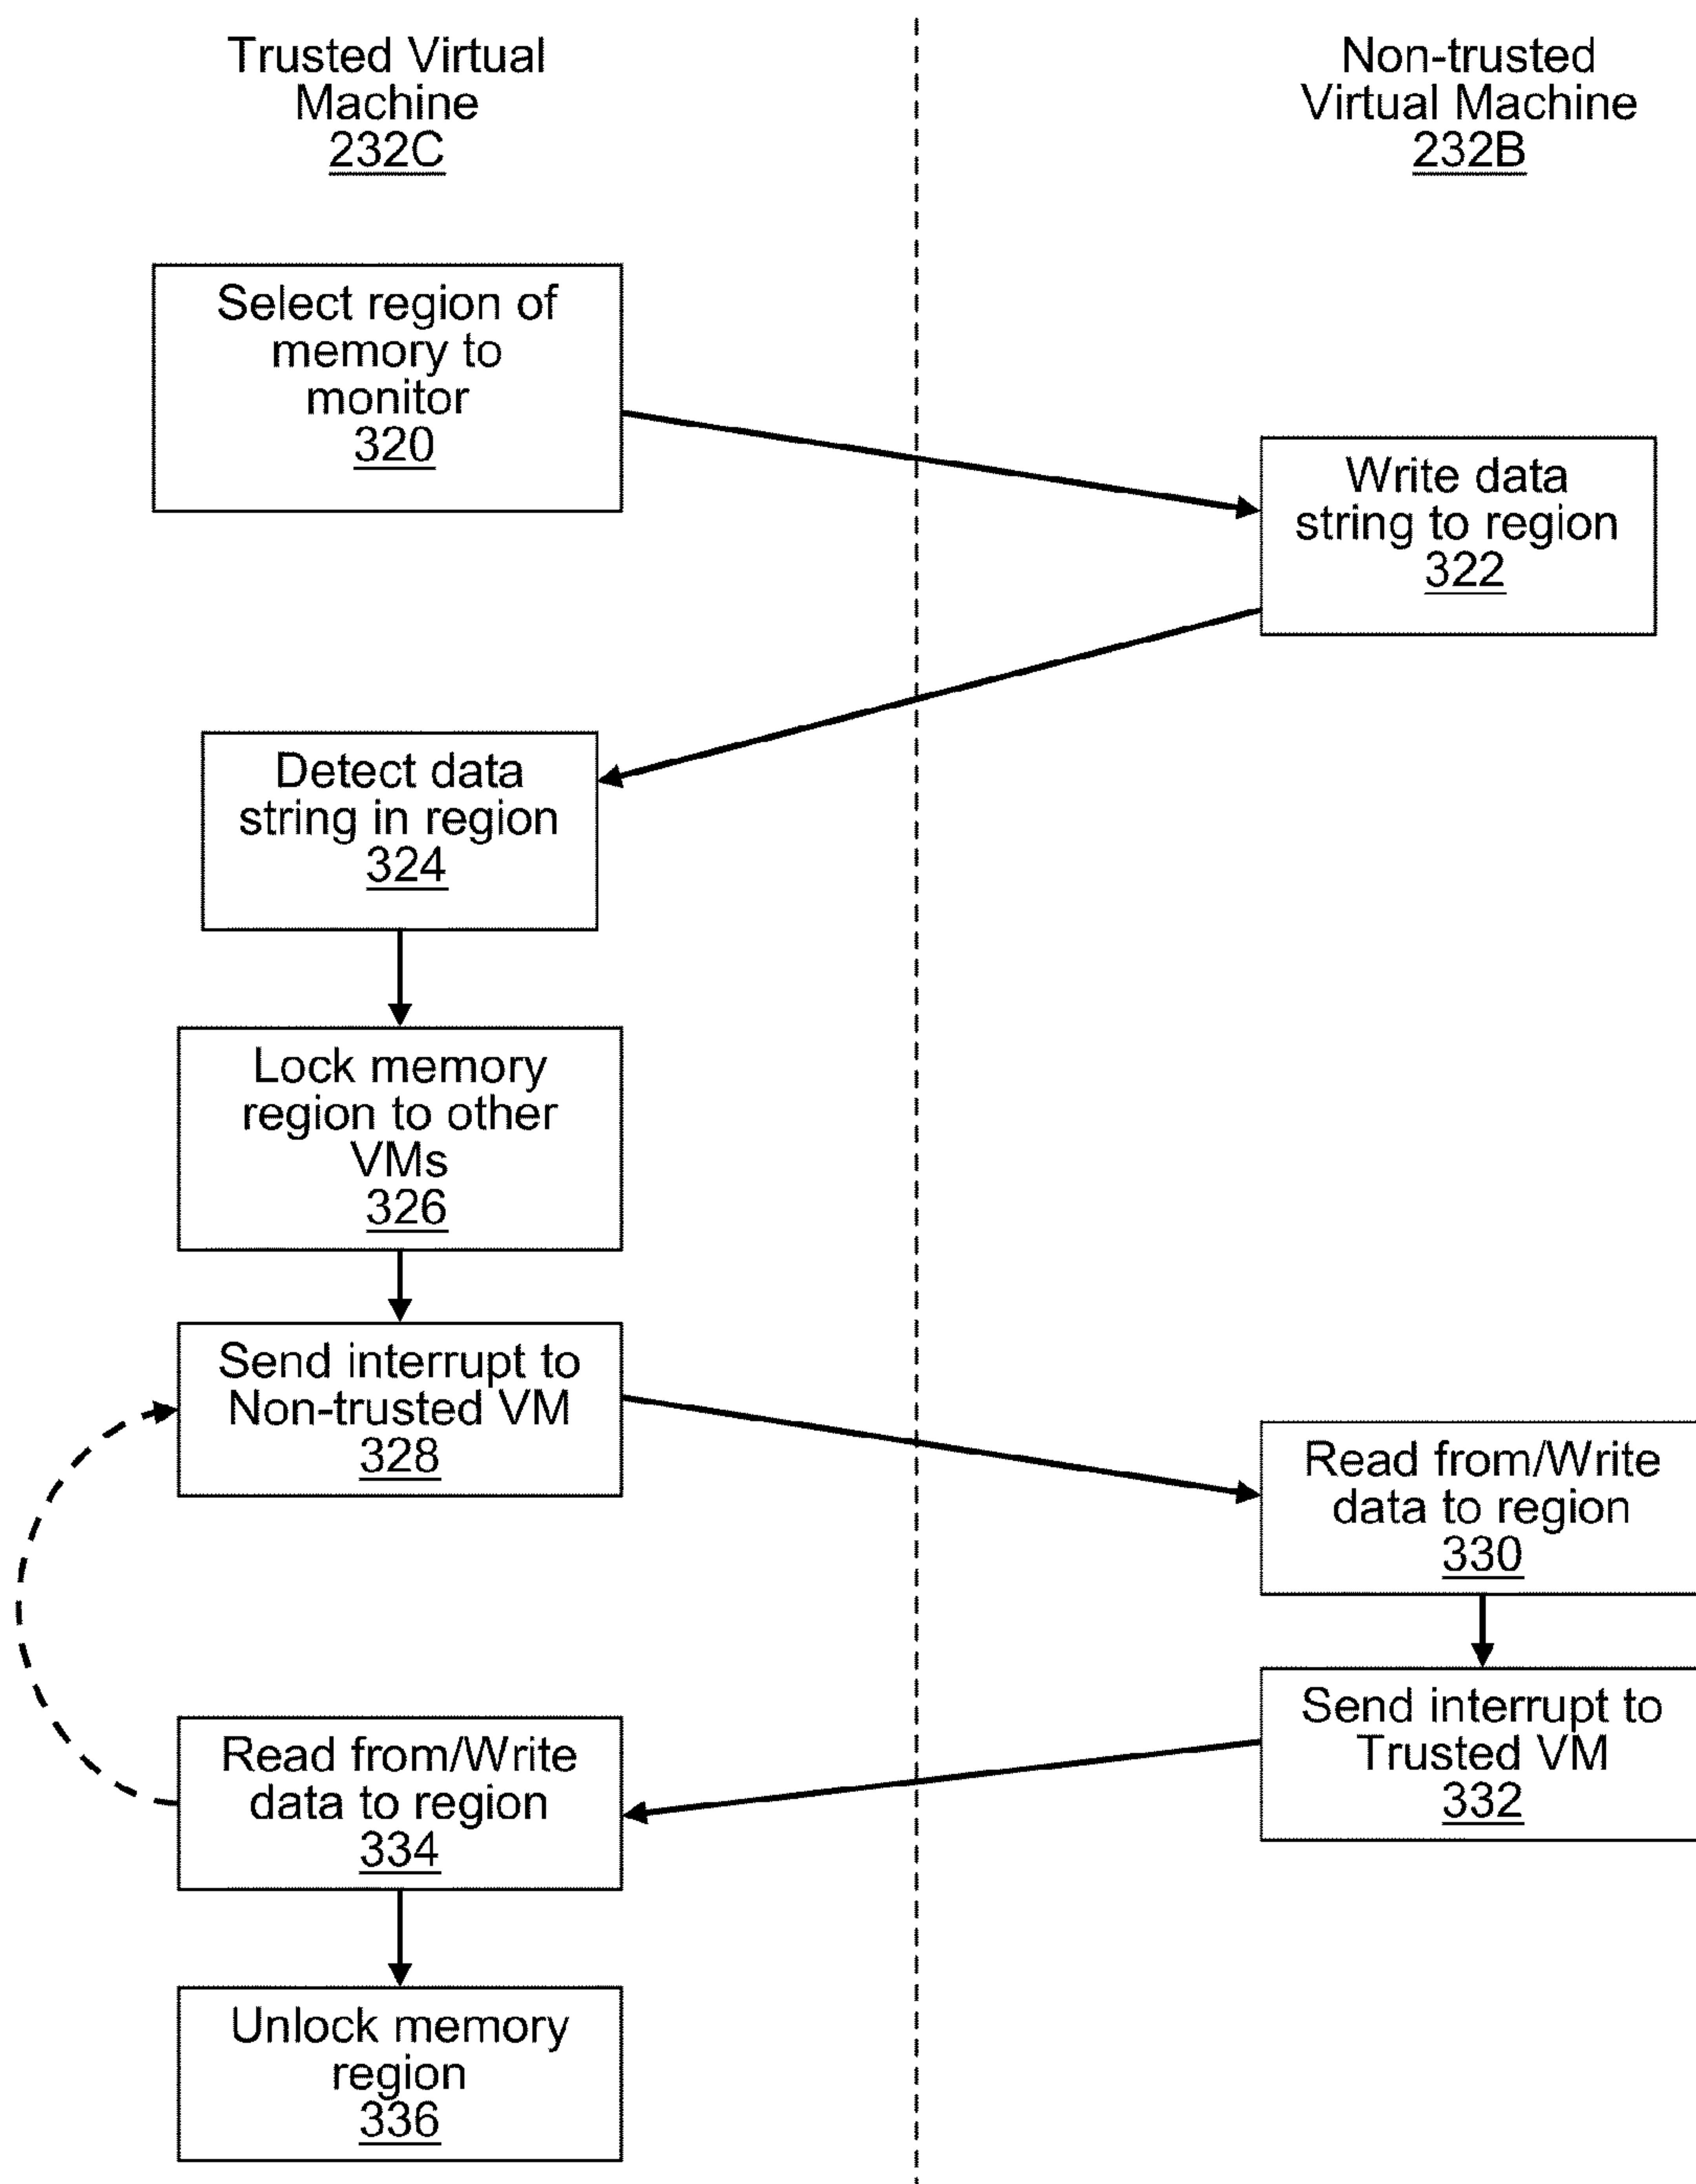 Trusted Virtual
Machine
232C
Non-trusted
Virtual Machine
232B
Select region of
memory to
monitor
320
Write data
string to region
322
Detect data
string in region
324
Lock memory
region to other
VMs
326
Send interrupt to
Non-trusted VM
328
Read from/Write
data to region
330
Send interrupt to
Trusted VM
332
Read from/Write
data to region
334
Unlock memory
region
336